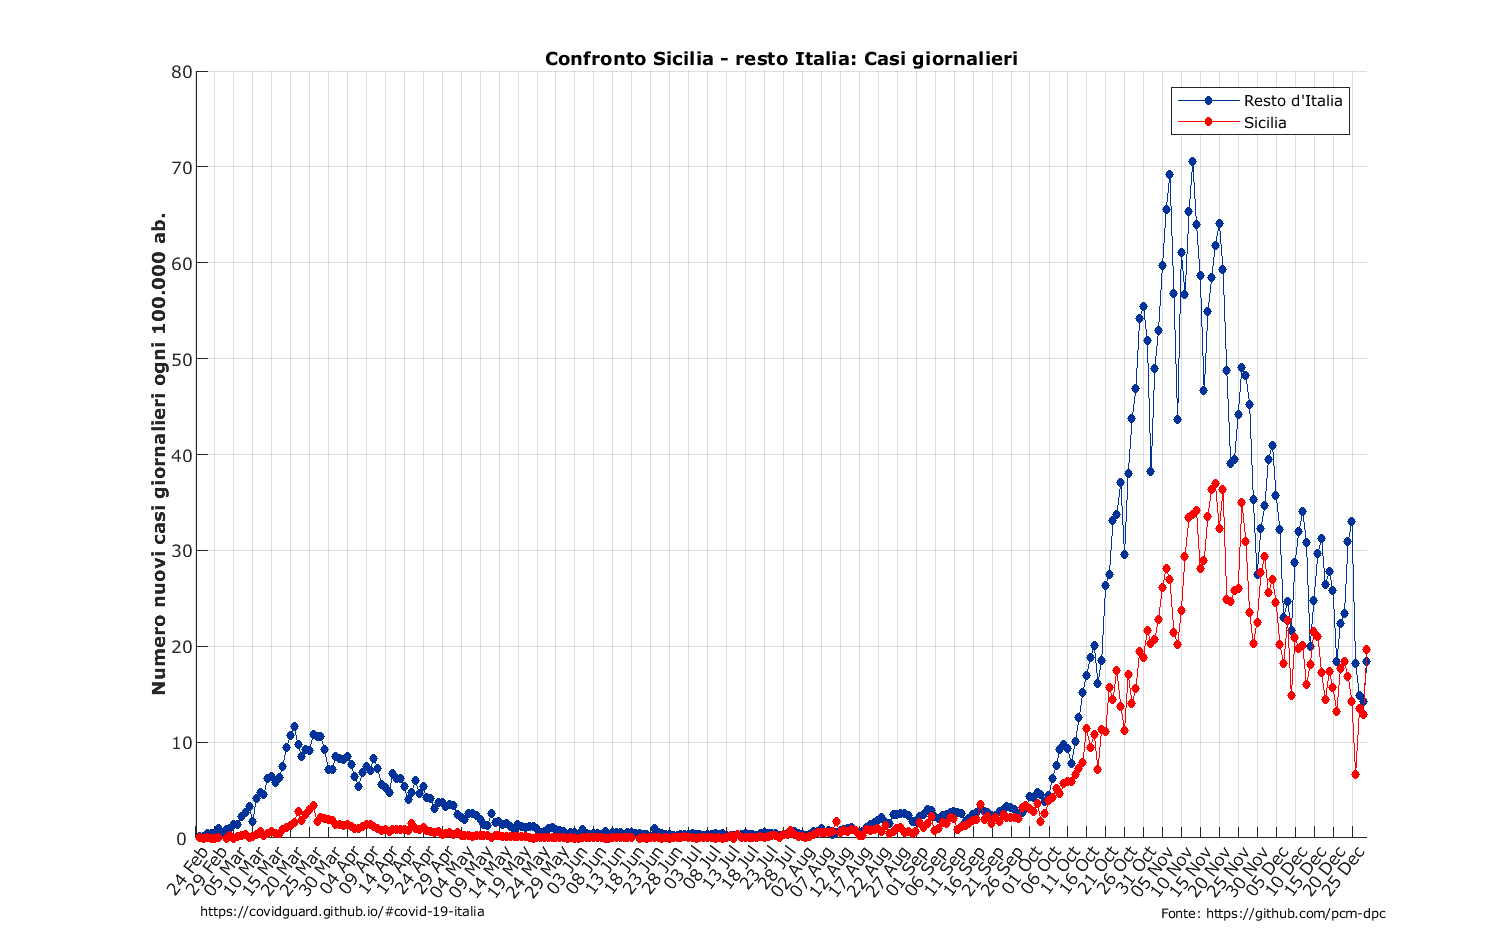 Confronto Sicilia - resto Italia: Casi giornalieri
Resto d'Italia
Sicilia
Numero nuovi casi giornalieri ogni 100.000 ab.
80
70
60
50
40
30
20
10
0
24 Feb
29 Feb
05 Mar
10 Mar
15 Mar
20 Mar
25 Mar
30 Mar
04 Apr
09 Apr
14 Apr
19 Apr
24 Apr
29 Apr
04 May
09 May
14 May
19 May
24 May
29 May
03 Jun
08 Jun
13 Jun
18 Jun
23 Jun
28 Jun
03 Jul
08 Jul
13 Jul
18 Jul
23 Jul
28 Jul
02 Aug
07 Aug
12 Aug
17 Aug
22 Aug
27 Aug
01 Sep
06 Sep
11 Sep
16 Sep
21 Sep
26 Sep
01 Oct
06 Oct
11 Oct
16 Oct
21 Oct
26 Oct
31 Oct
05 Nov
10 Nov
15 Nov
20 Nov
25 Nov
30 Nov
05 Dec
10 Dec
15 Dec
20 Dec
25 Dec
https://covidguard.github.io/#covid-19-italia
Fonte: https://github.com/pcm-dpc